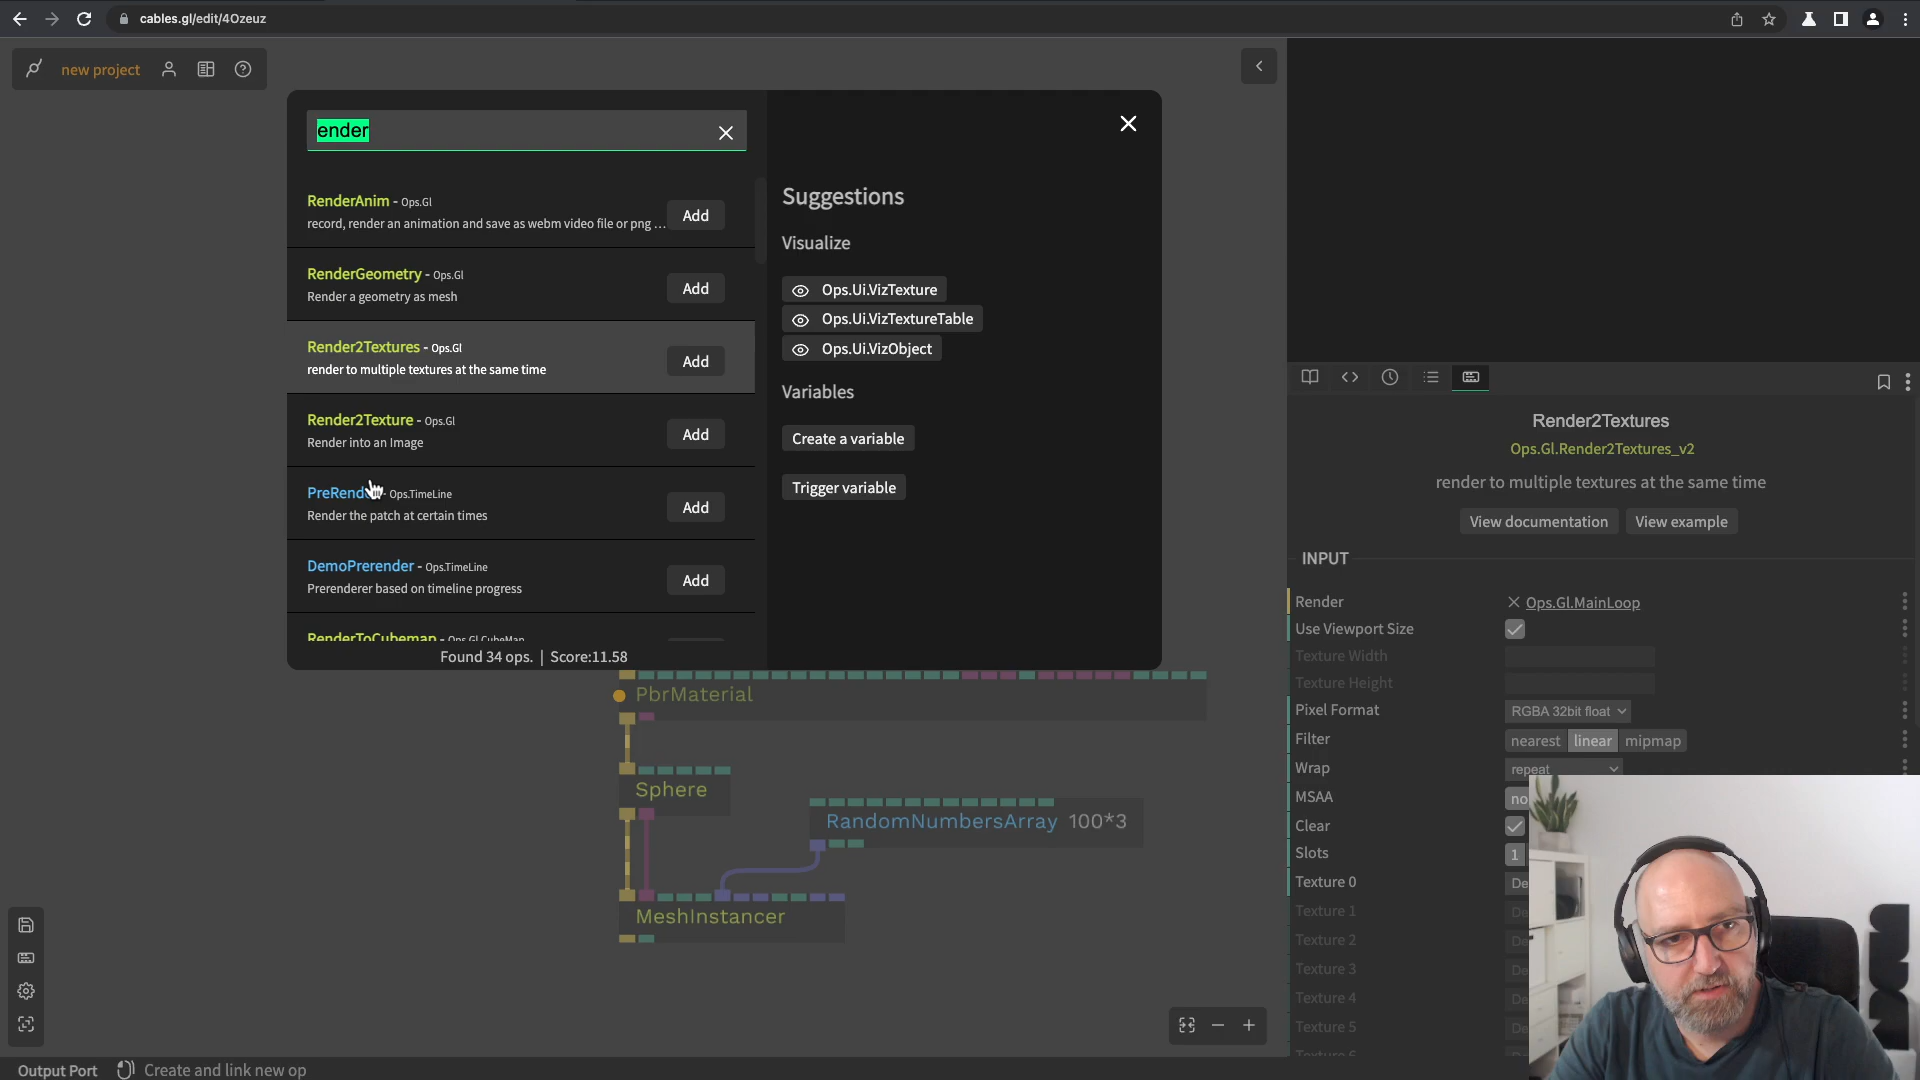 cables.gl/edit/4Ozeuz
new project
ender
RenderAnim - Ops.Gl
record, render an animation and save as webm video file or png ...
Add
RenderGeometry - Ops.Gl
Render a geometry as mesh
Add
Render2Textures - Ops.Gl
render to multiple textures at the same time
Add
Render2Texture - Ops.Gl
Render into an Image
Add
Ops.TimeLine
Render the patch at certain times
Add
DemoPrerender - Ops.TimeLine
Prerenderer based on timeline progress
Add
RenderToCubemap - Ops.Gl.CubeMap
Found 34 ops. | Score:11.58
Suggestions
Visualize
Ops.Ui.VizTexture
Ops.Ui.VizTextureTable
Ops.Ui.VizObject
Variables
Create a variable
Trigger variable
PbrMaterial
Sphere
RandomNumbersArray 100*3
MeshInstancer
Render2Textures
Ops.Gl.Render2Textures_v2
render to multiple textures at the same time
View documentation View example
INPUT
Render Ops.Gl.MainLoop
Use Viewport Size
Texture Width
Texture Height
Pixel Format RGBA 32bit float
Filter nearest linear mipmap
Wrap repeat
MSAA
Clear
Slots 1
Texture 0
Texture 1
Texture 2
Texture 3
Texture 4
Texture 5
Output Port Create and link new op